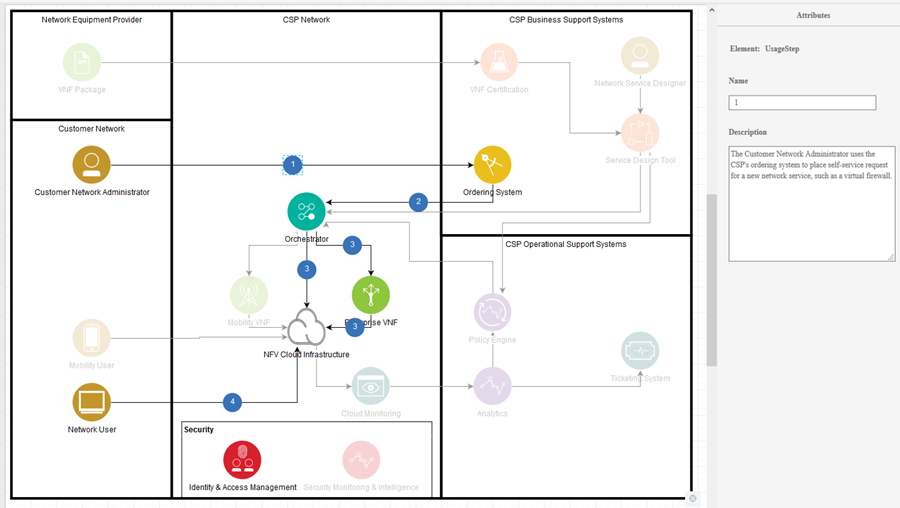 Network Equipment Provider
CSP Network
CSP Business Support Systems
Attributes
Element: UsageStep
VNF Package
VNF Certification
Network Service Designer
Name
1
Customer Network
Description
Service Design Tool
The Customer Network Administrator uses the
CSP's ordering system to place self-service request
for a new network service, such as a virtual firewall.
1
Customer Network Administrator
Ordering System
2
Orchestrator
3
CSP Operational Support Systems
3
Mobility VNF
Enterprise VNF
3
Policy Engine
NFV Cloud Infrastructure
Mobility User
Ticketing System
4
Network User
Cloud Monitoring
Analytics
Security
Identity & Access Management
Security Monitoring & Intelligence